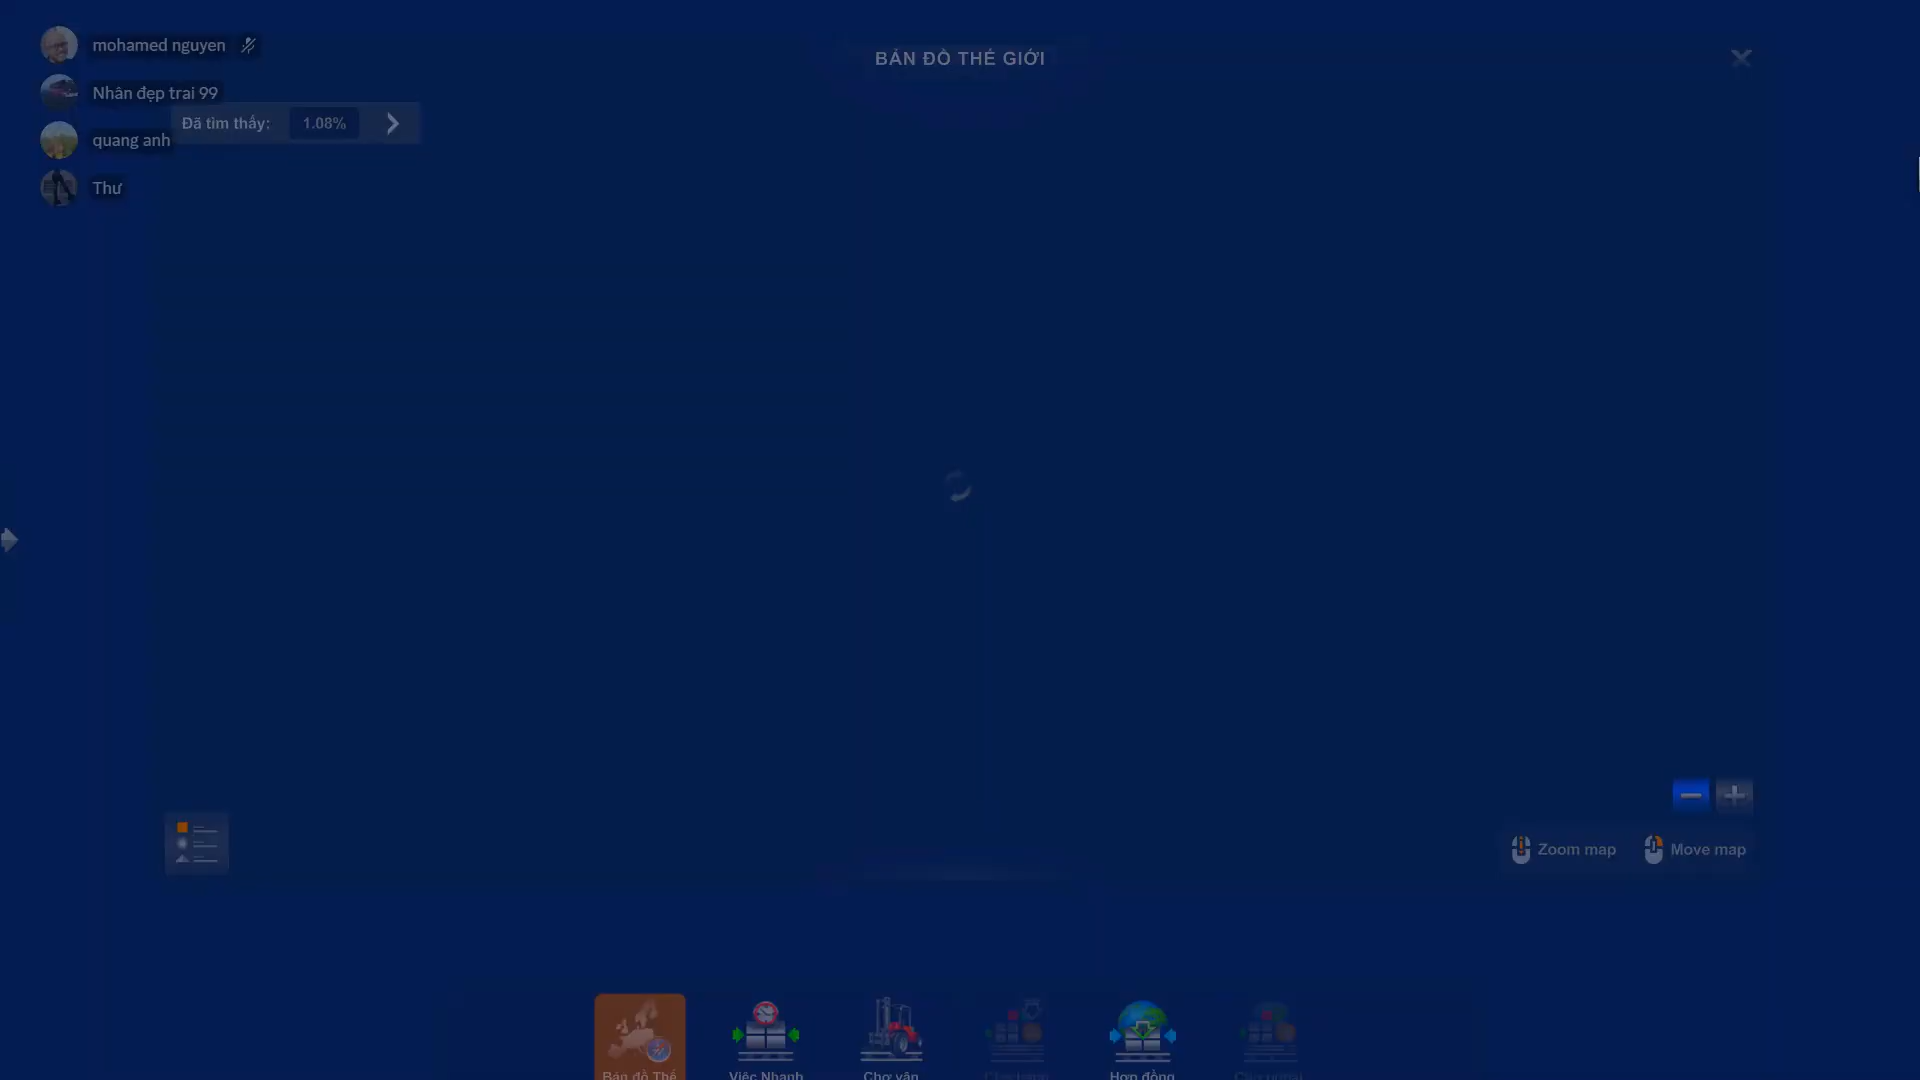 mohamed nguyen
BẢN ĐỒ THẾ GIỚI
Nhân đẹp trai 99
Đã tìm thấy: 1.08%
quang anh
Thư
Zoom map
Move map
Bản đồ Thế
Việc Nhanh
Chợ vận
Hợp đồng